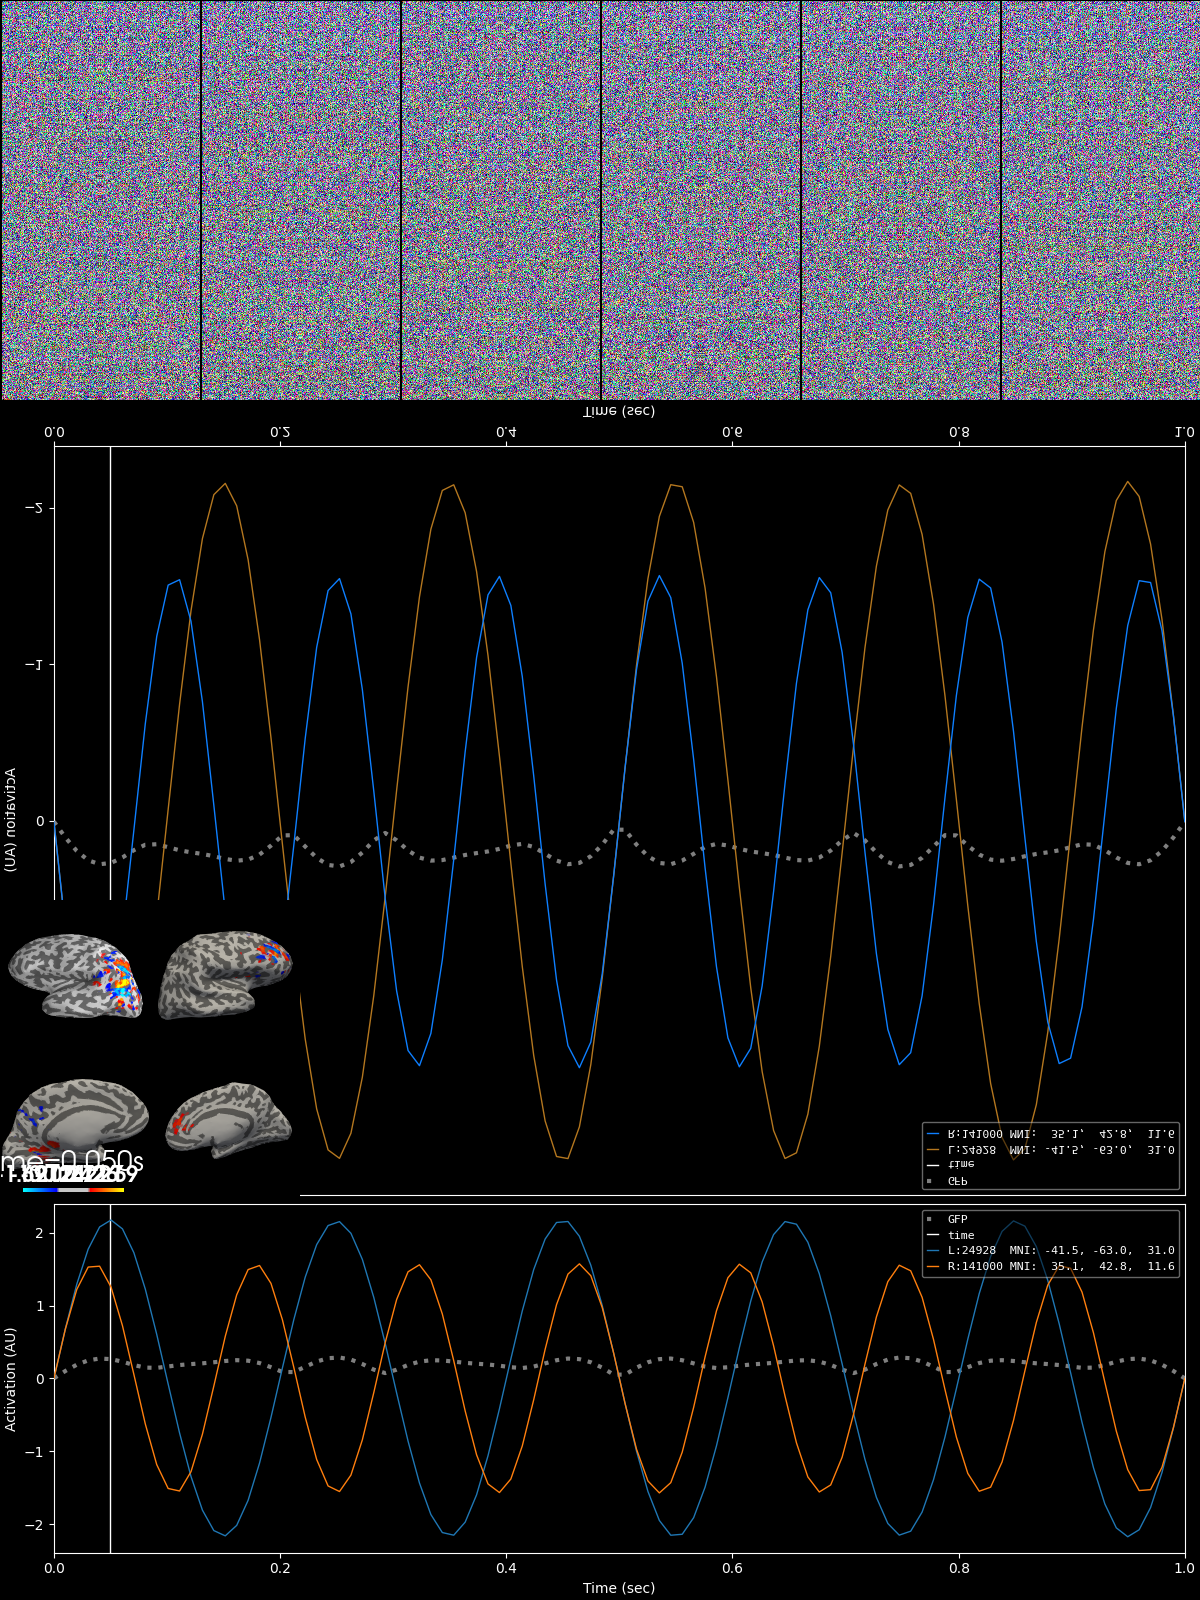 Time (sec)
0.0 0.2 0.4 0.6 0.8 1.0
−2
−1
0
Activation (AU)
R:141000 MNI: 35.1, 42.8, 11.6
L:24928 MNI: -41.5, -63.0, 31.0
time
GFP
me=0.050s
2
1
0
−1
−2
Activation (AU)
GFP
time
L:24928 MNI: -41.5, -63.0, 31.0
R:141000 MNI: 35.1, 42.8, 11.6
0.0 0.2 0.4 0.6 0.8 1.0
Time (sec)